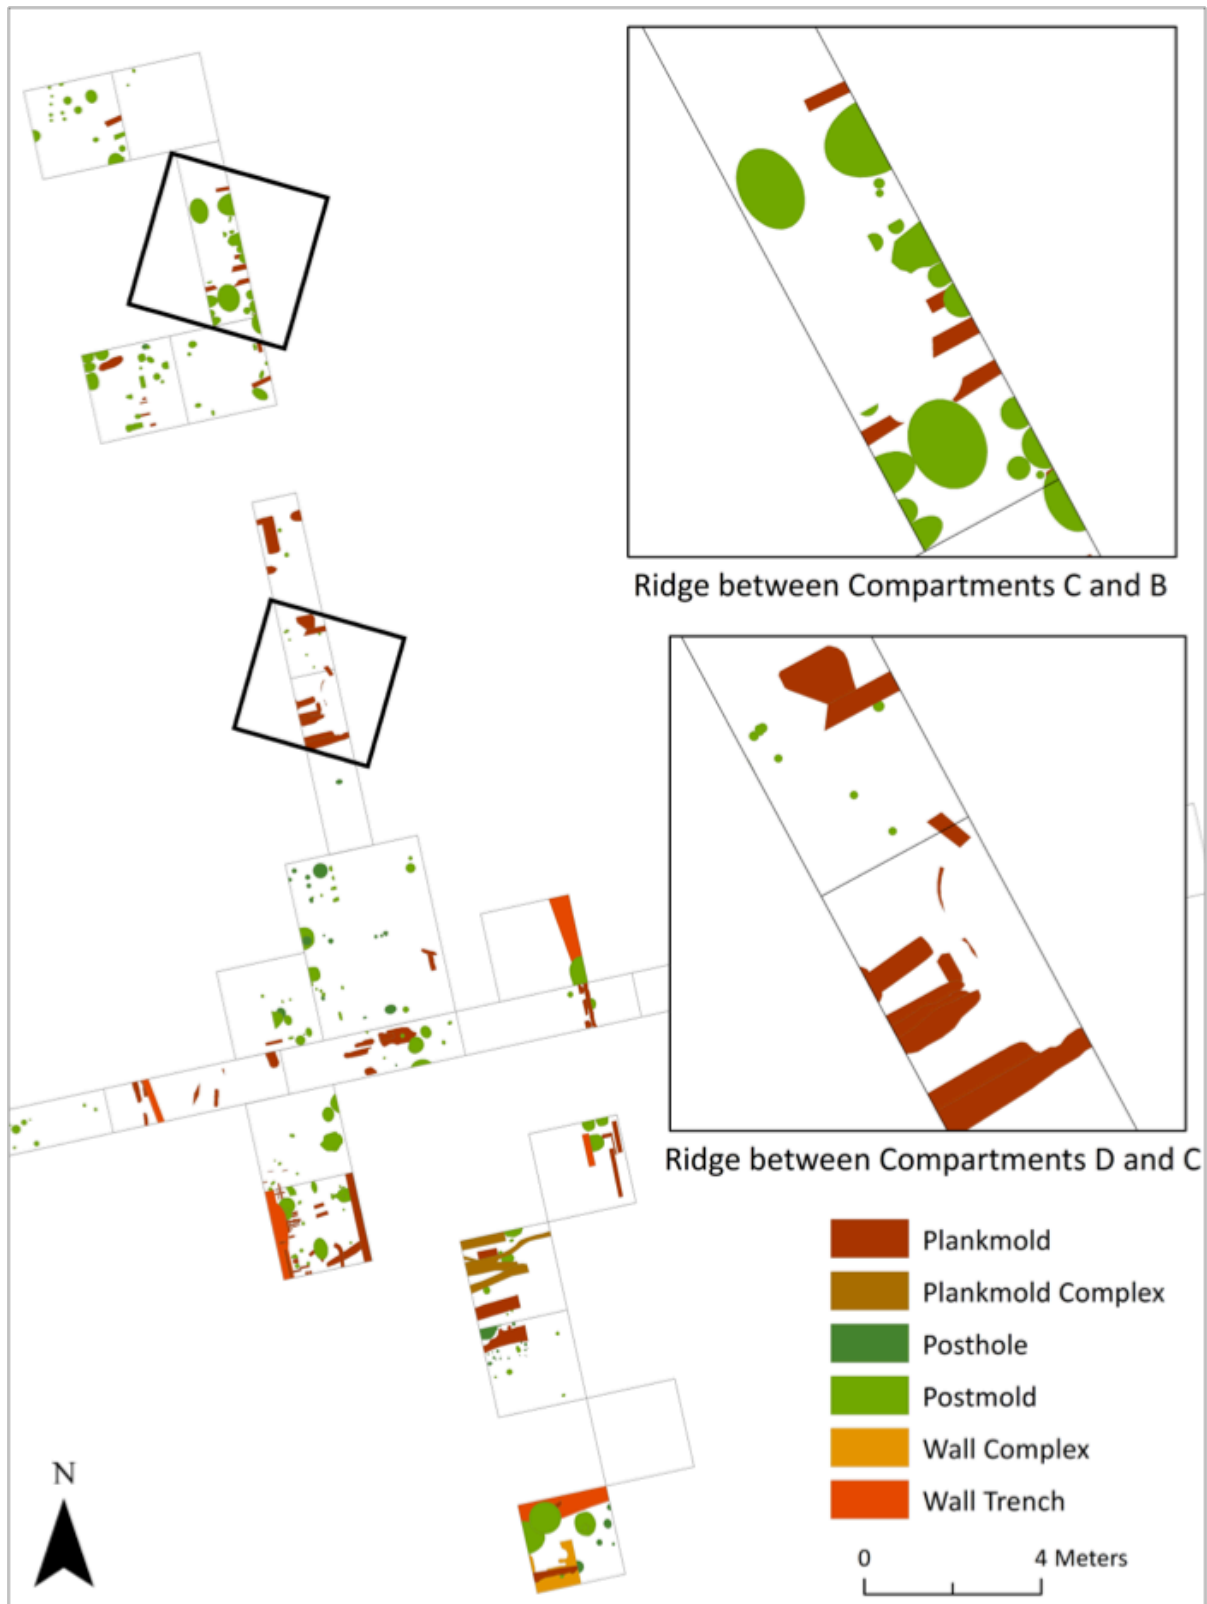 Ridge between Compartments C and B
Ridge between Compartments D and C
Plankmold
Plankmold Complex
Posthole
Postmold
Wall Complex
Wall Trench
N
0 4 Meters